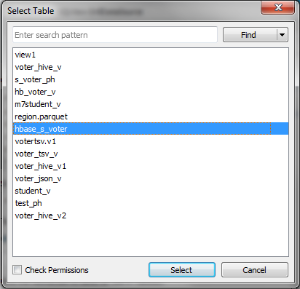 Select Table
Enter search pattern
Find
view1
voter_hive_v
s_voter_ph
hb_voter_v
m7student_v
region.parquet
hbase_s_voter
votertsv.v1
voter_tsv_v
voter_hive_v1
voter_json_v
student_v
test_ph
voter_hive_v2
Check Permissions
Select
Cancel